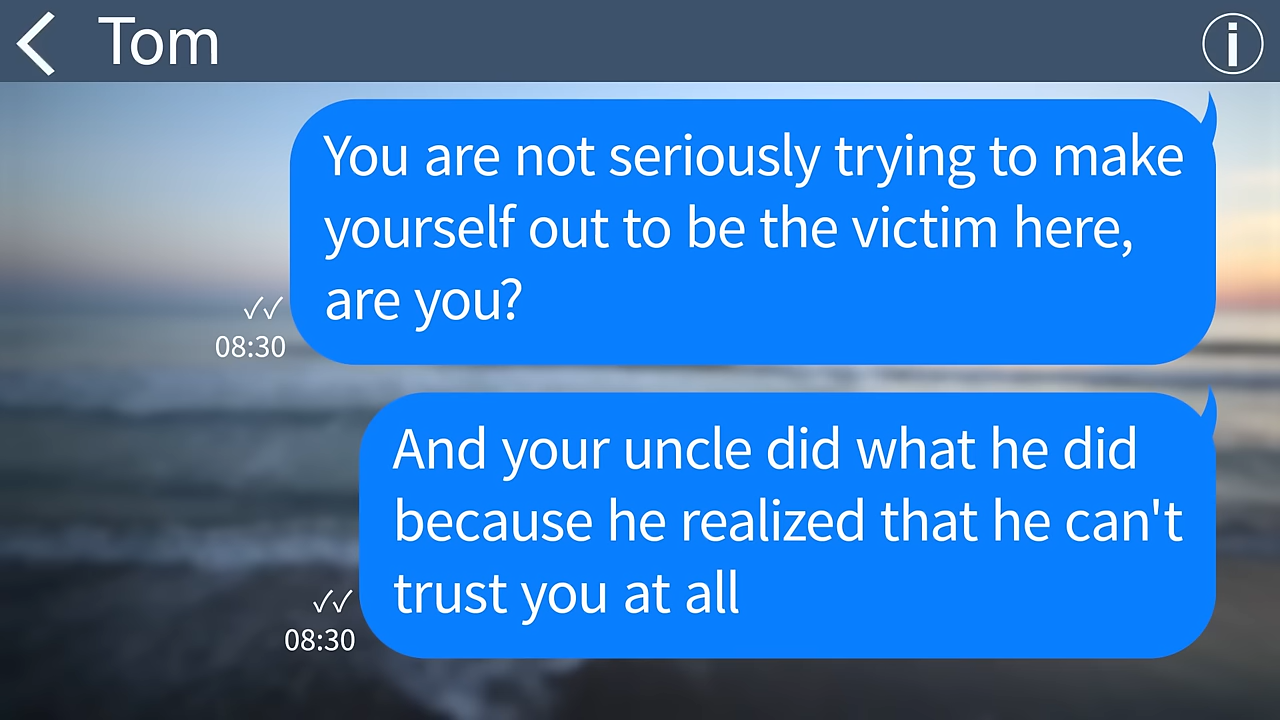 Tom
You are not seriously trying to make
yourself out to be the victim here,
are you?
✓✓
08:30
And your uncle did what he did
because he realized that he can't
trust you at all
✓✓
08:30